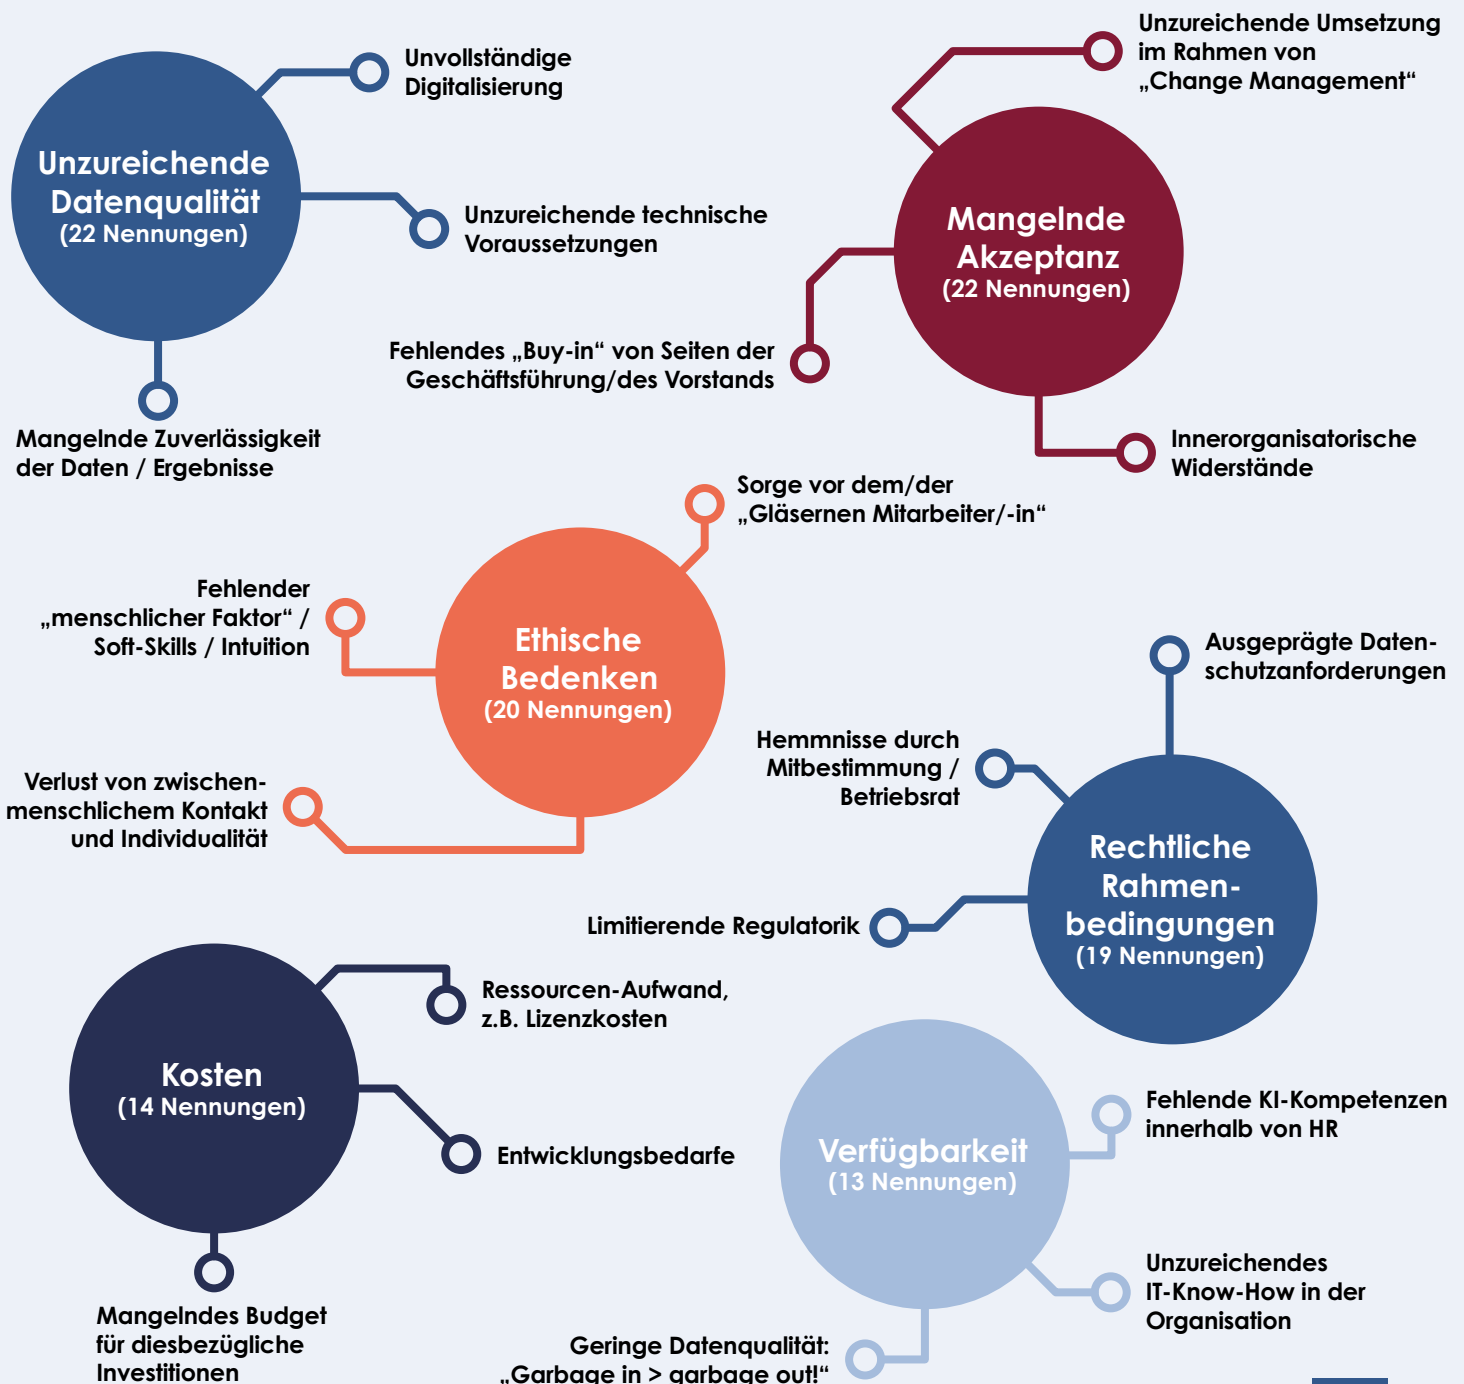 Unvollständige
Digitalisierung
Unzureichende
Datenqualität
(22 Nennungen)
Unzureichende technische
Voraussetzungen
Mangelnde Zuverlässigkeit
der Daten / Ergebnisse
Unzureichende Umsetzung
im Rahmen von
„Change Management“
Mangelnde
Akzeptanz
(22 Nennungen)
Fehlendes „Buy-in“ von Seiten der
Geschäftsführung/des Vorstands
Innerorganisatorische
Widerstände
Sorge vor dem/der
„Gläsernen Mitarbeiter/-in“
Fehlender
„menschlicher Faktor“ /
Soft-Skills / Intuition
Ethische
Bedenken
(20 Nennungen)
Verlust von zwischen-
menschlichem Kontakt
und Individualität
Ausgeprägte Daten-
schutzanforderungen
Hemmnisse durch
Mitbestimmung /
Betriebsrat
Rechtliche
Rahmen-
bedingungen
(19 Nennungen)
Limitierende Regulatorik
Ressourcen-Aufwand,
z.B. Lizenzkosten
Kosten
(14 Nennungen)
Entwicklungsbedarfe
Mangelndes Budget
für diesbezügliche
Investitionen
Fehlende KI-Kompetenzen
innerhalb von HR
Verfügbarkeit
(13 Nennungen)
Unzureichendes
IT-Know-How in der
Organisation
Geringe Datenqualität:
„Garbage in > garbage out!“